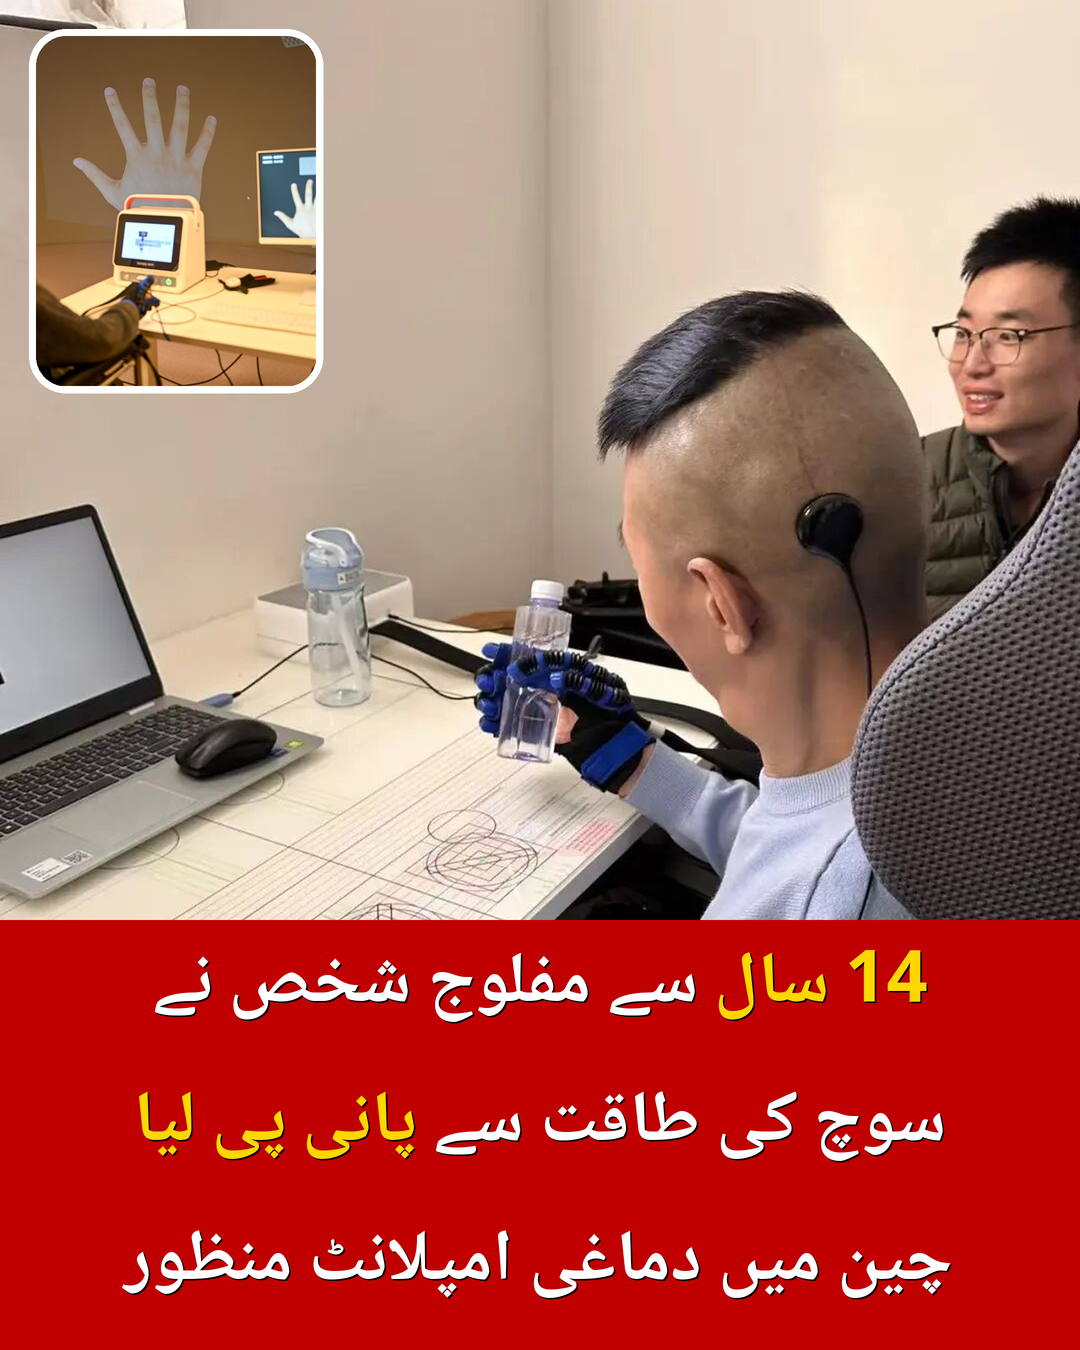 14 سال سے مفلوج شخص نے
سوچ کی طاقت سے پانی پی لیا
چین میں دماغی امپلانٹ منظور